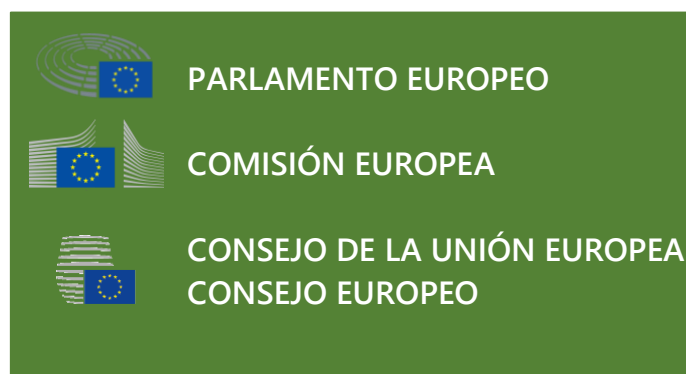 PARLAMENTO EUROPEO
COMISIÓN EUROPEA
CONSEJO DE LA UNIÓN EUROPEA
CONSEJO EUROPEO